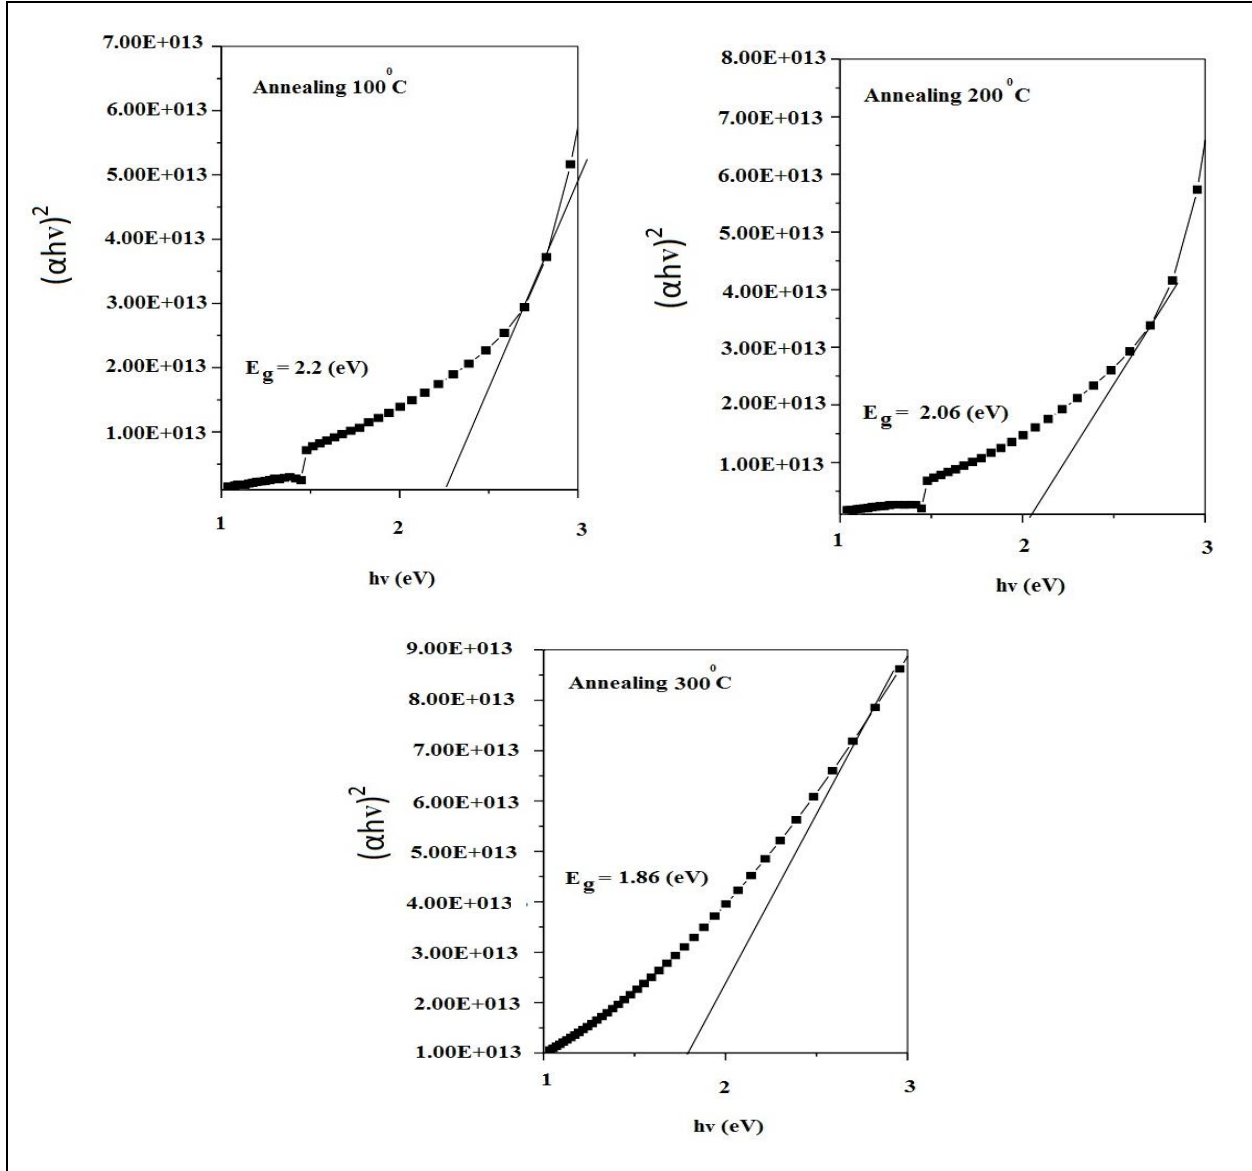 7.00E+013
6.00E+013
5.00E+013
4.00E+013
3.00E+013
2.00E+013
1.00E+013
(αhν)²
Annealing 100⁰C
E_g = 2.2 (eV)
1 2 3
hν (eV)
8.00E+013
7.00E+013
6.00E+013
5.00E+013
4.00E+013
3.00E+013
2.00E+013
1.00E+013
(αhν)²
Annealing 200⁰C
E_g = 2.06 (eV)
1 2 3
hν (eV)
9.00E+013
8.00E+013
7.00E+013
6.00E+013
5.00E+013
4.00E+013
3.00E+013
2.00E+013
1.00E+013
(αhν)²
Annealing 300⁰C
E_g = 1.86 (eV)
1 2 3
hν (eV)